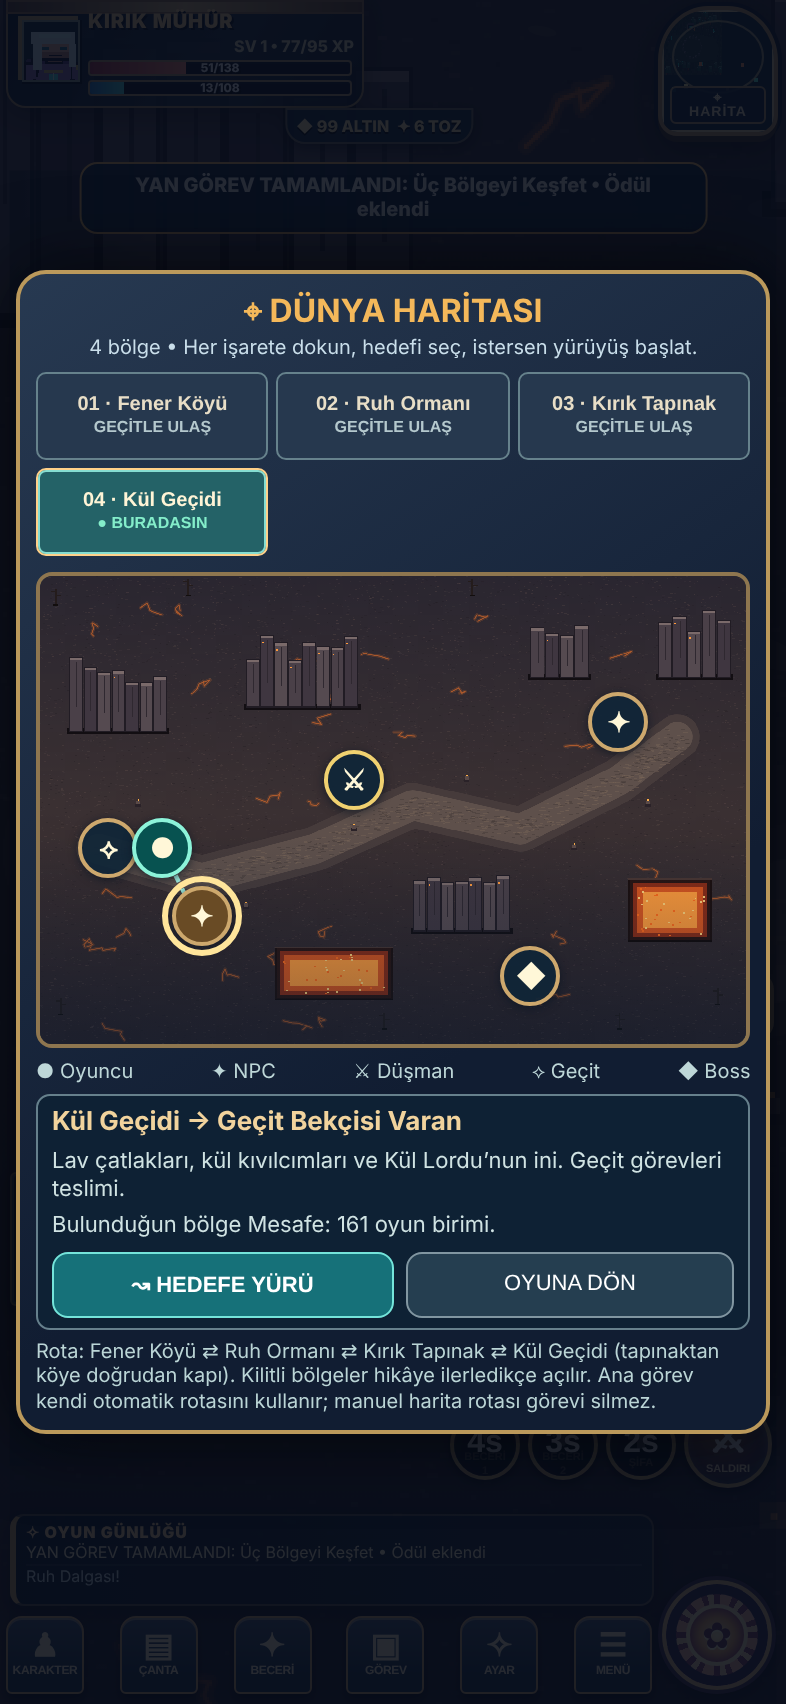 KIRIK MÜHÜR
SV 1 • 77/95 XP
51/138
13/108
◆ 99 ALTIN ✦ 6 TOZ
✦
HARİTA
YAN GÖREV TAMAMLANDI: Üç Bölgeyi Keşfet • Ödül
eklendi
⌖ DÜNYA HARİTASI
4 bölge • Her işarete dokun, hedefi seç, istersen yürüyüş başlat.
01 · Fener Köyü
GEÇİTLE ULAŞ
02 · Ruh Ormanı
GEÇİTLE ULAŞ
03 · Kırık Tapınak
GEÇİTLE ULAŞ
04 · Kül Geçidi
● BURADASIN
● Oyuncu
✦ NPC
⚔ Düşman
✧ Geçit
◆ Boss
Kül Geçidi → Geçit Bekçisi Varan
Lav çatlakları, kül kıvılcımları ve Kül Lordu’nun ini. Geçit görevleri
teslimi.
Bulunduğun bölge Mesafe: 161 oyun birimi.
↝ HEDEFE YÜRÜ
OYUNA DÖN
Rota: Fener Köyü ⇄ Ruh Ormanı ⇄ Kırık Tapınak ⇄ Kül Geçidi (tapınaktan
köye doğrudan kapı). Kilitli bölgeler hikâye ilerledikçe açılır. Ana görev
kendi otomatik rotasını kullanır; manuel harita rotası görevi silmez.
4s
3s
2s
SALDIRI
✧ OYUN GÜNLÜĞÜ
YAN GÖREV TAMAMLANDI: Üç Bölgeyi Keşfet • Ödül eklendi
Ruh Dalgası!
KARAKTER
ÇANTA
BECERİ
GÖREV
AYAR
MENÜ